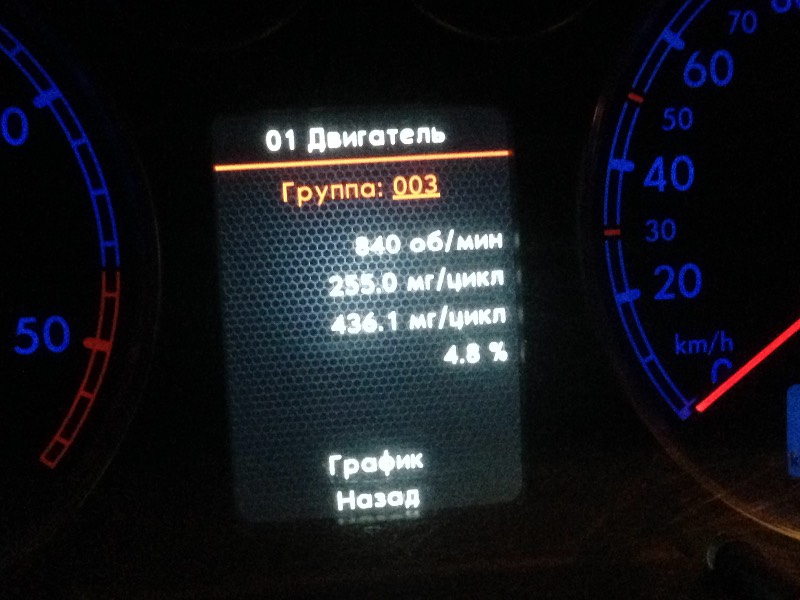 01 Двигатель
Группа: 003
840 об/мин
255.0 мг/цикл
436.1 мг/цикл
4.8 %
График
Назад
50
70
60
50
40
30
20
km/h